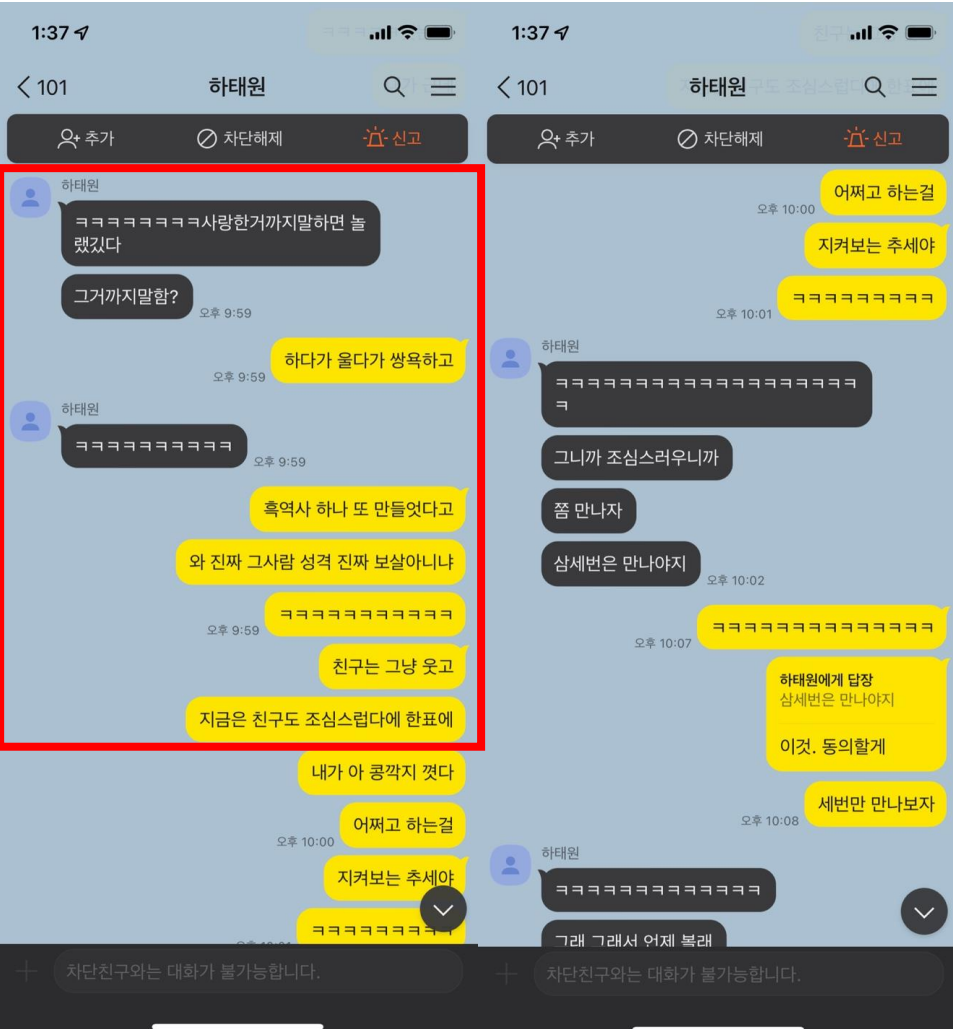 1:37
< 101
하태원
추가
차단해제
신고
하태원
ㅋㅋㅋㅋㅋㅋㅋㅋ사랑한거까지말하면 놀
랬깄다
그거까지말함?
오후 9:59
하다가 울다가 쌍욕하고
오후 9:59
하태원
ㅋㅋㅋㅋㅋㅋㅋㅋㅋㅋ
오후 9:59
흑역사 하나 또 만들엇다고
와 진짜 그사람 성격 진짜 보살아니냐
ㅋㅋㅋㅋㅋㅋㅋㅋㅋㅋㅋ
오후 9:59
친구는 그냥 웃고
지금은 친구도 조심스럽다에 한표에
내가 아 콩깍지 꼇다
어쩌고 하는걸
오후 10:00
지켜보는 추세야
ㅋㅋㅋㅋㅋㅋㅋㅋㅋ
차단친구와는 대화가 불가능합니다.
1:37
< 101
하태원
추가
차단해제
신고
어쩌고 하는걸
오후 10:00
지켜보는 추세야
ㅋㅋㅋㅋㅋㅋㅋㅋㅋ
오후 10:01
하태원
ㅋㅋㅋㅋㅋㅋㅋㅋㅋㅋㅋㅋㅋㅋㅋㅋㅋㅋㅋ
ㅋ
그니까 조심스러우니까
쫌 만나자
삼세번은 만나야지
오후 10:02
ㅋㅋㅋㅋㅋㅋㅋㅋㅋㅋㅋㅋㅋㅋ
오후 10:07
하태원에게 답장
삼세번은 만나야지
이것. 동의할게
세번만 만나보자
오후 10:08
하태원
ㅋㅋㅋㅋㅋㅋㅋㅋㅋㅋㅋㅋㅋ
그래 그래서 언제 볼래
차단친구와는 대화가 불가능합니다.